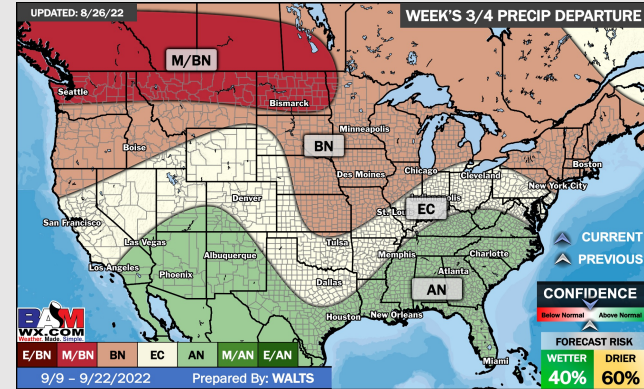 UPDATED: 8/26/22
WEEK'S 3/4 PRECIP DEPARTURE
M/BN
Seattle
Bismarck
Minneapolis
BN
Boise
Boston
Des Moines
Chicago
Cleveland
New York City
Denver
St. Lou
EC
San Francisco
Las Vegas
Tulsa
CURRENT
Albuquerque
Memphis
Charlotte
PREVIOUS
Los Angeles
Phoenix
Atlanta
Dallas
AN
CONFIDENCE
Below Normal
Above Normal
Houston
New Orleans
BAM
WX.COM
Weather. Made. Simple.
FORECAST RISK
E/BN
M/BN
BN
EC
AN
M/AN
E/AN
WETTER
DRIER
Miami
40%
60%
9/9 – 9/22/2022
Prepared By: WALTS